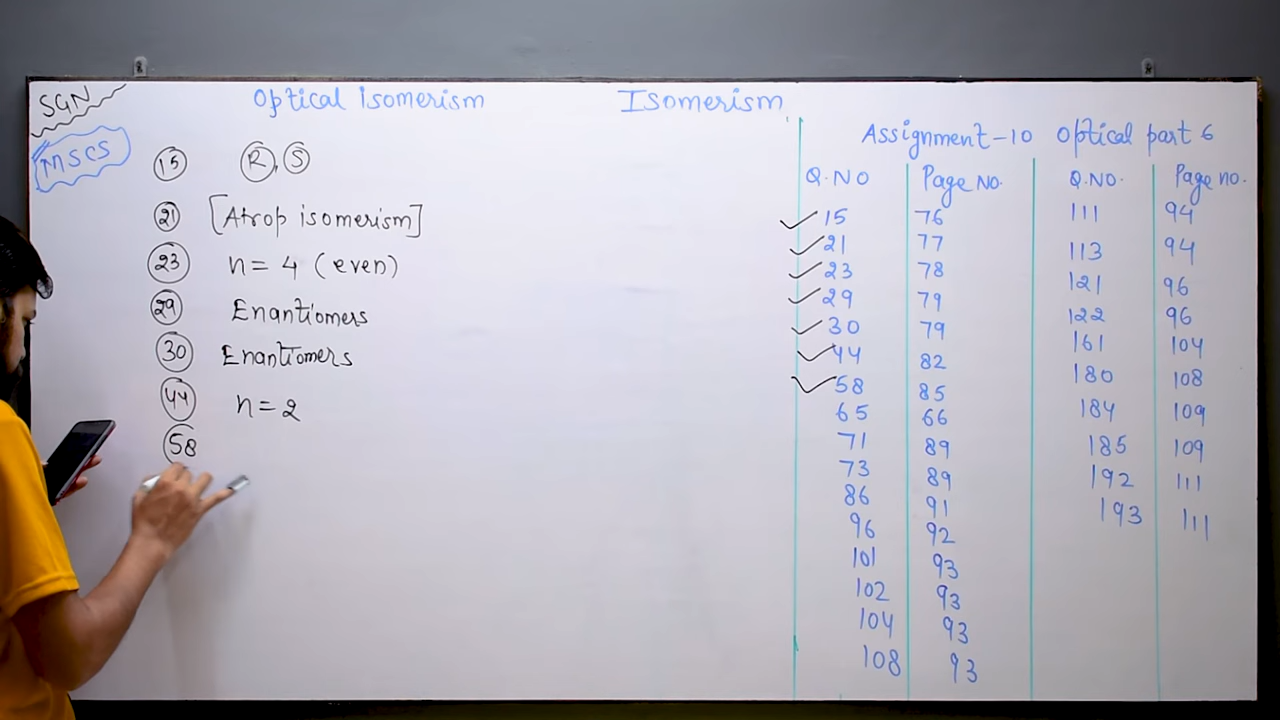 SGN
MSCS
Optical Isomerism
Isomerism
15 R, S
21 [Atrop isomerism]
23 n = 4 (even)
29 Enantiomers
30 Enantiomers
44 n = 2
58
Assignment-10 Optical part 6
Q.NO Page No. Q.NO. Page no.
15 76 111 94
21 77 113 94
23 78 121 96
29 79 122 96
30 79 161 104
44 82 180 108
58 85 184 109
65 66 185 109
71 89 192 111
73 89 193 111
86 91
96 92
101 93
102 93
104 93
108 93